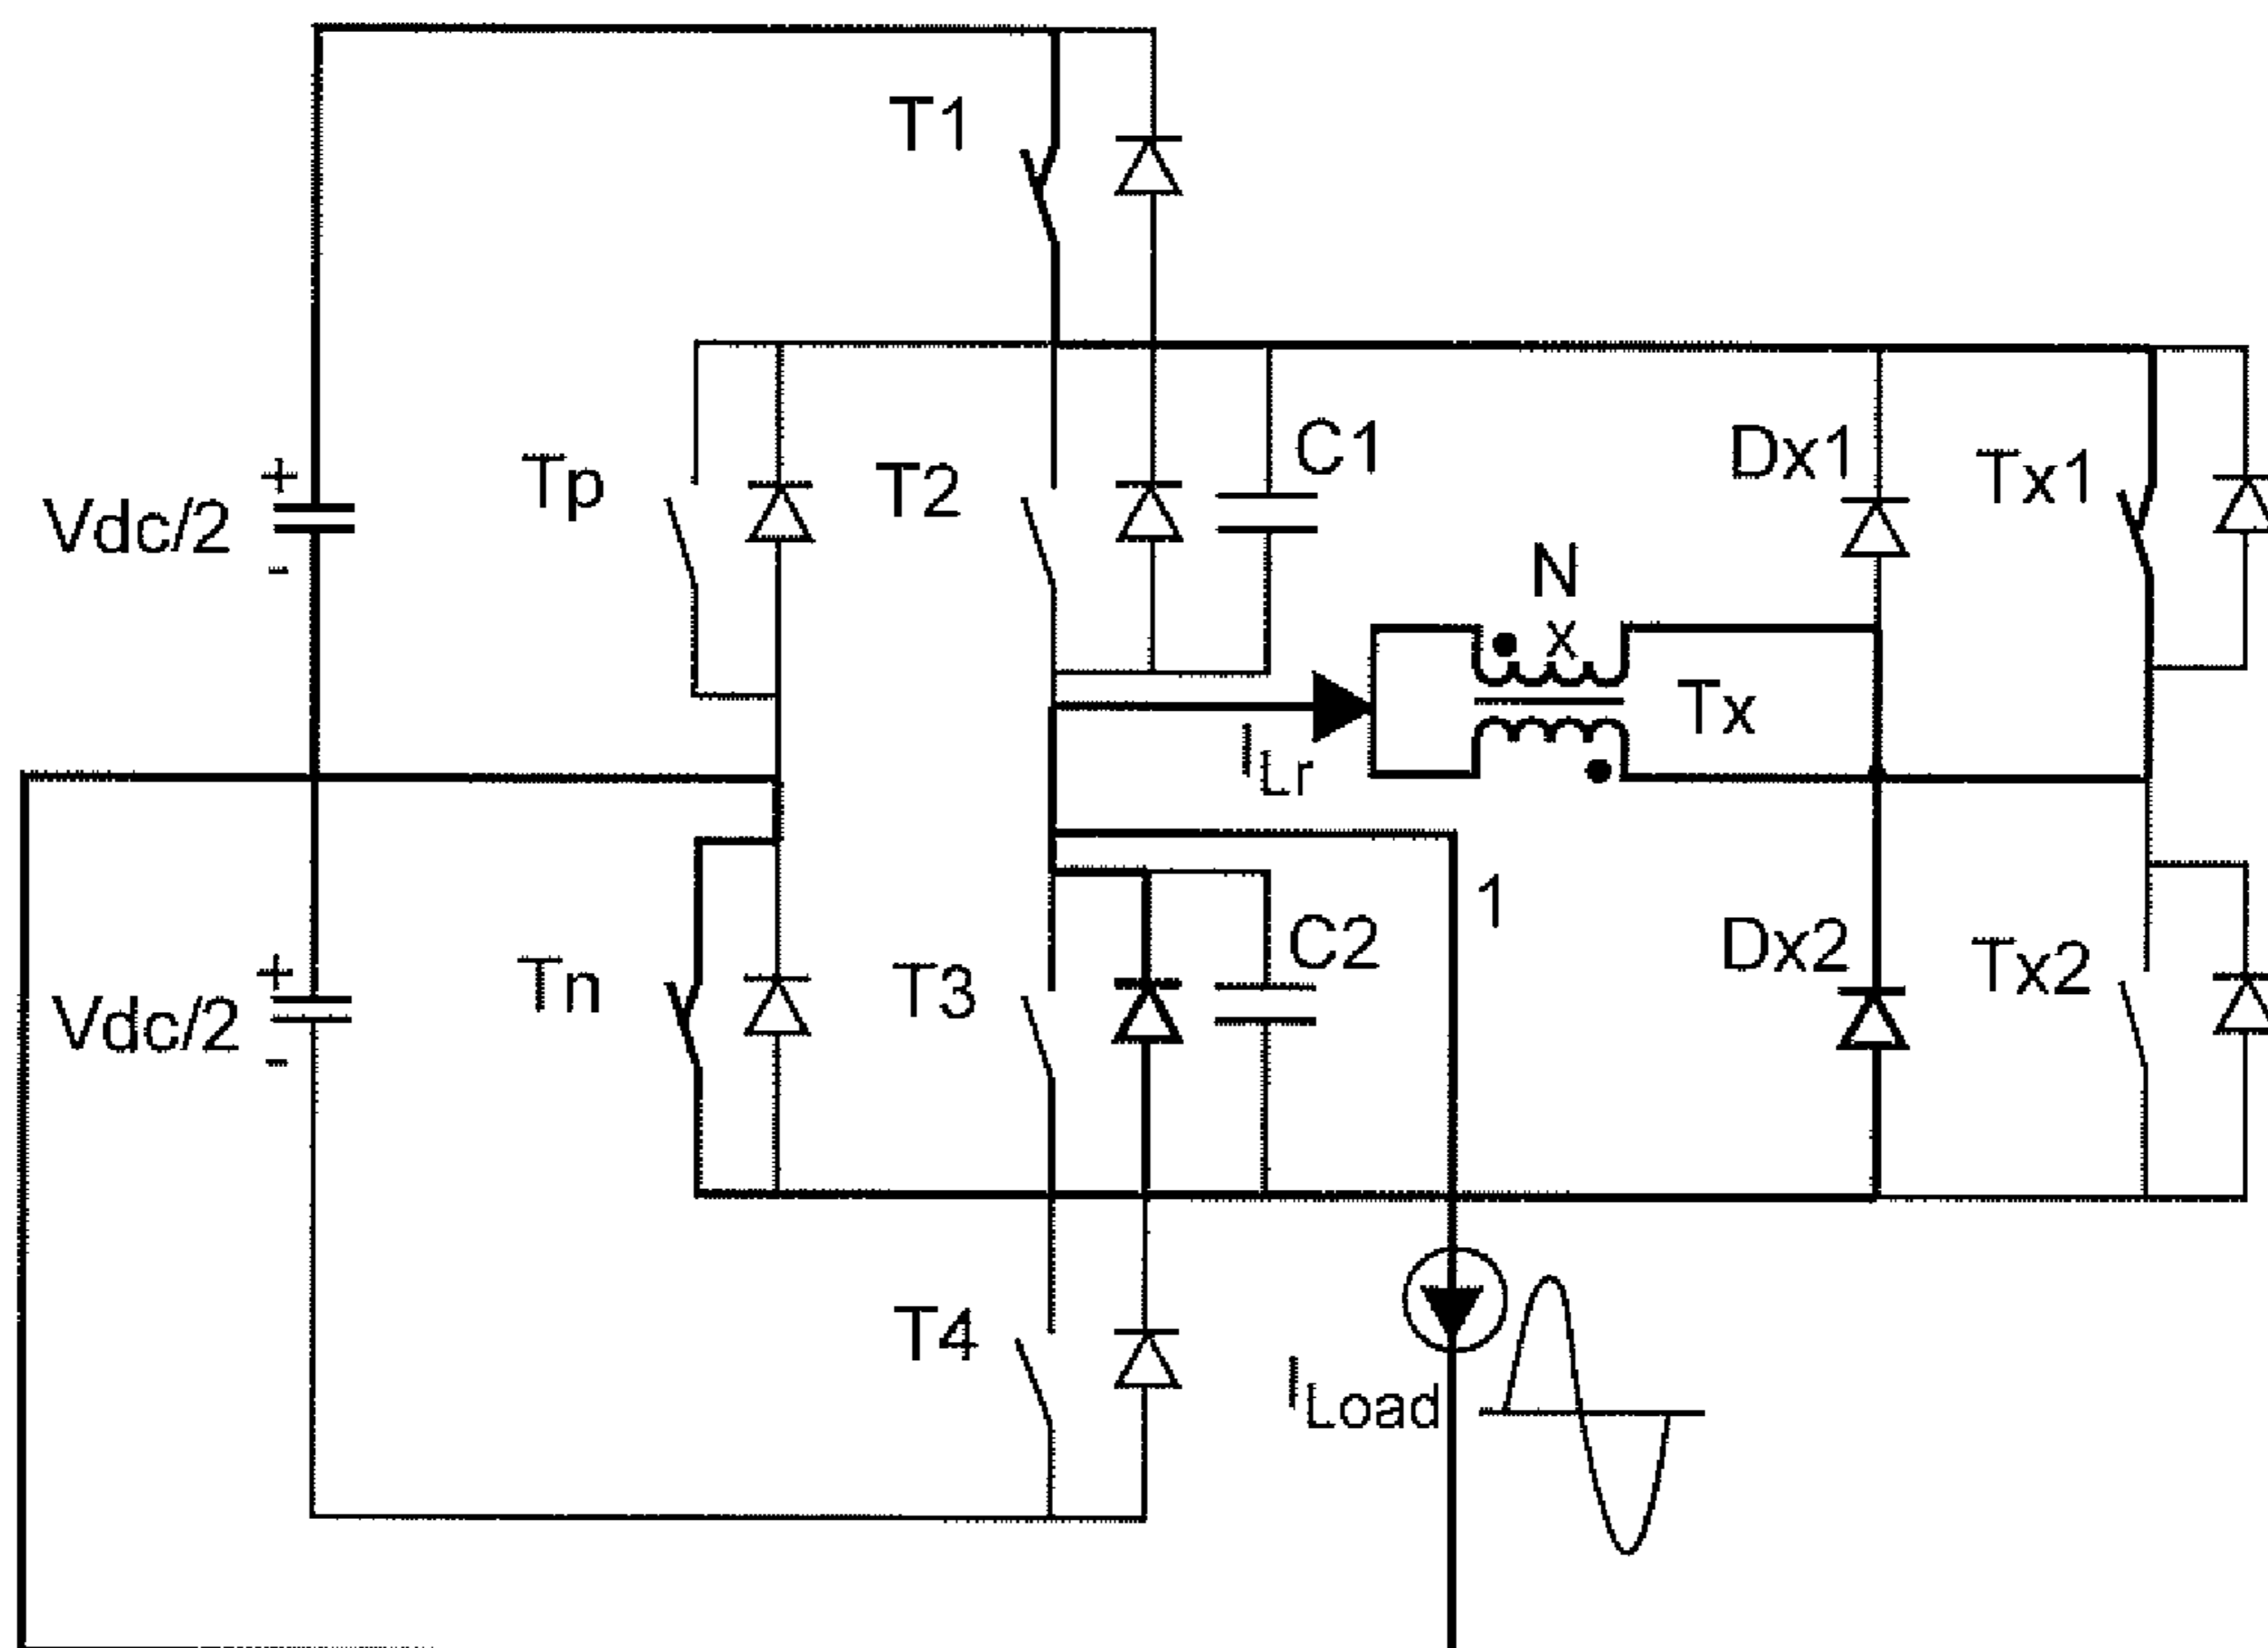 T1
+
Vdc/2
-
Tp
T2
C1
Dx1
Tx1
N
x
Tx
ILr
1
+
Vdc/2
-
Tn
T3
C2
Dx2
Tx2
T4
ILoad